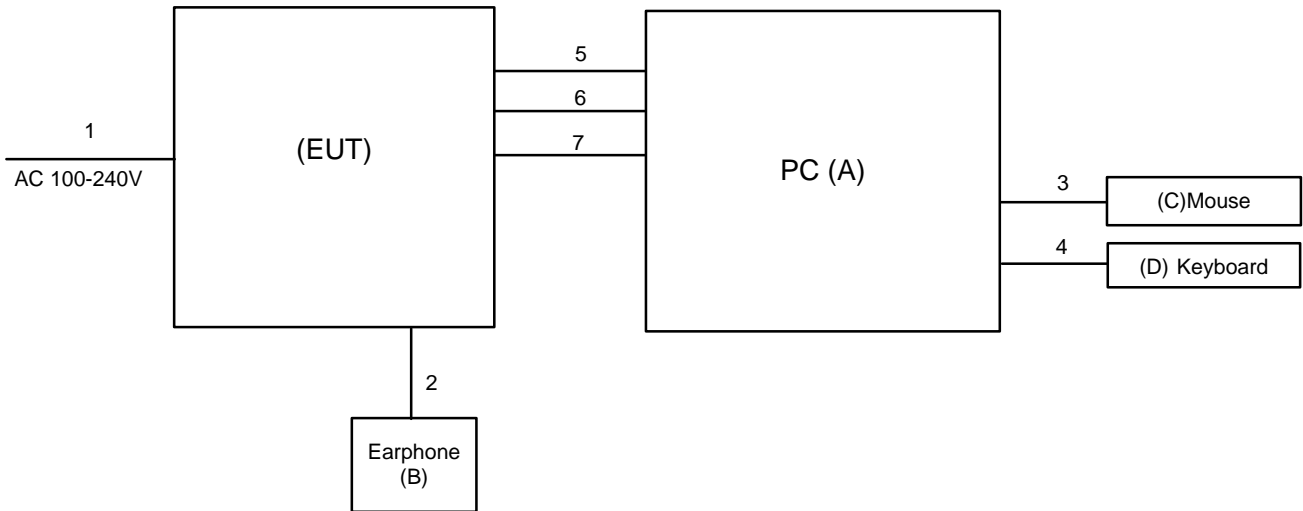 5
6
1
(EUT)
7
PC (A)
AC 100-240V
3
(C)Mouse
4
(D) Keyboard
2
Earphone
(B)